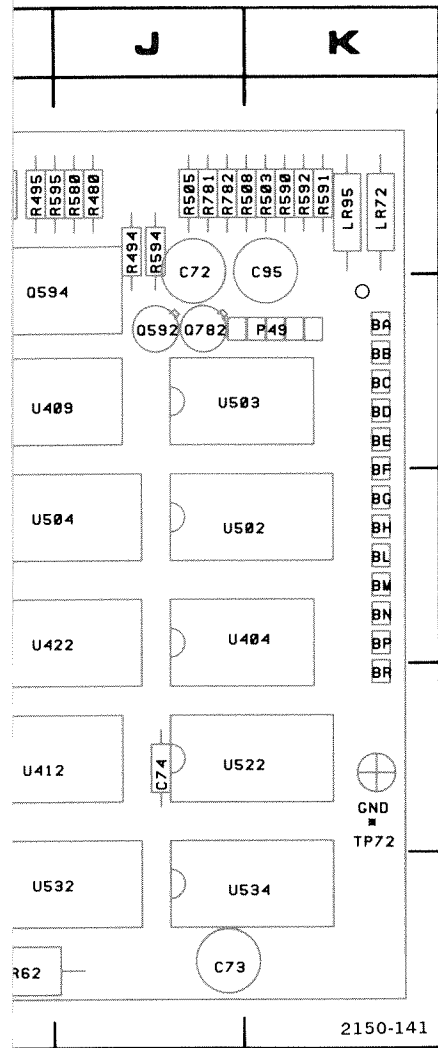 J K
R495 R595 R580 R480 R505 R781 R782 R508 R503 R590 R592 R591 LR95 LR72
R494 R594 C72 C95
Q594
Q592 Q782 P49 BA
BB
BC
U409 U503
BD
BE
BF
BG
U504 U502 BH
BL
BM
BN
U422 U404 BP
BR
U412 C74 U522
GND
TP72
U532 U534
R62 C73
2150-141